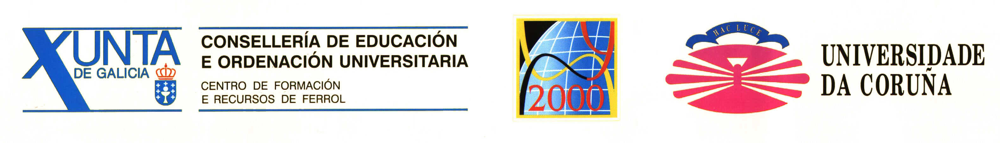 XUNTA
DE GALICIA
CONSELLERÍA DE EDUCACIÓN
E ORDENACIÓN UNIVERSITARIA
CENTRO DE FORMACIÓN
E RECURSOS DE FERROL
2000
HAC LUCE
UNIVERSIDADE
DA CORUÑA